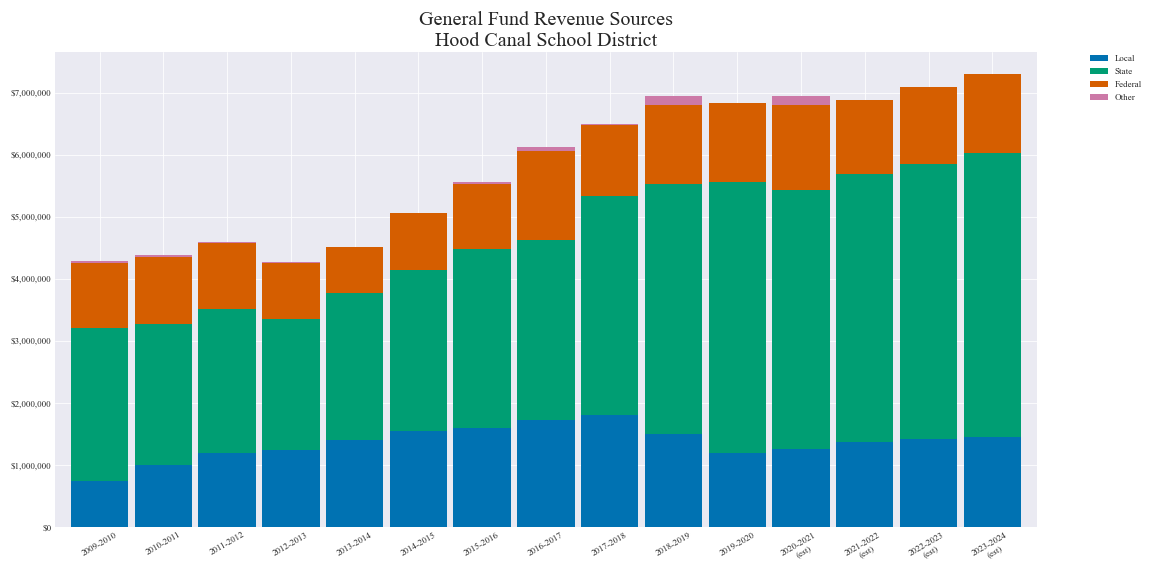 General Fund Revenue Sources
Hood Canal School District
Local
State
Federal
Other
$7,000,000
$6,000,000
$5,000,000
$4,000,000
$3,000,000
$2,000,000
$1,000,000
$0
2009-2010
2010-2011
2011-2012
2012-2013
2013-2014
2014-2015
2015-2016
2016-2017
2017-2018
2018-2019
2019-2020
2020-2021
(est)
2021-2022
(est)
2022-2023
(est)
2023-2024
(est)